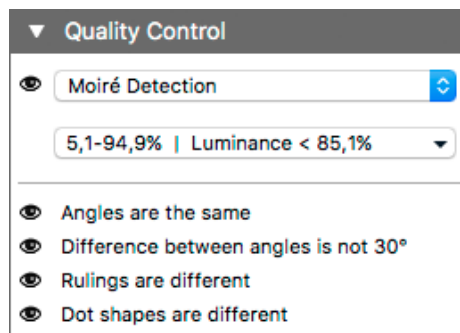 Quality Control
Moiré Detection
5,1-94,9% | Luminance < 85,1%
Angles are the same
Difference between angles is not 30°
Rulings are different
Dot shapes are different